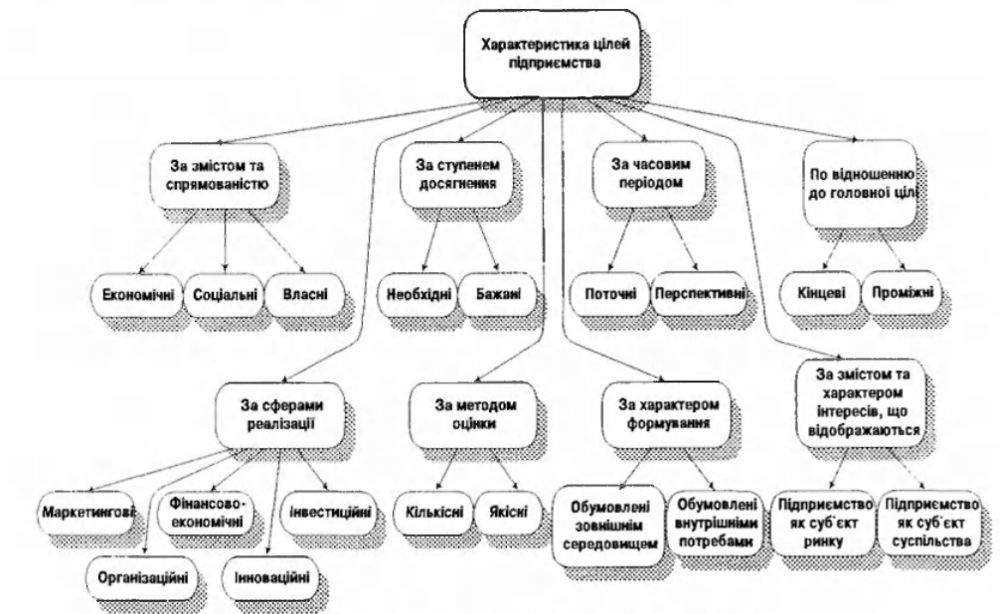 Характеристика цілей
підприємства
За змістом та
спрямованістю
За ступенем
досягнення
За часовим
періодом
По відношенню
до головної цілі
Економічні
Соціальні
Власні
Необхідні
Бажані
Поточні
Перспективні
Кінцеві
Проміжні
За сферами
реалізації
За методом
оцінки
За характером
формування
За змістом та
характером
інтересів, що
відображаються
Маркетингові
Фінансово-
економічні
Інвестиційні
Організаційні
Інноваційні
Кількісні
Якісні
Обумовлені
зовнішнім
середовищем
Обумовлені
внутрішніми
потребами
Підприємство
як суб'єкт
ринку
Підприємство
як суб'єкт
суспільства